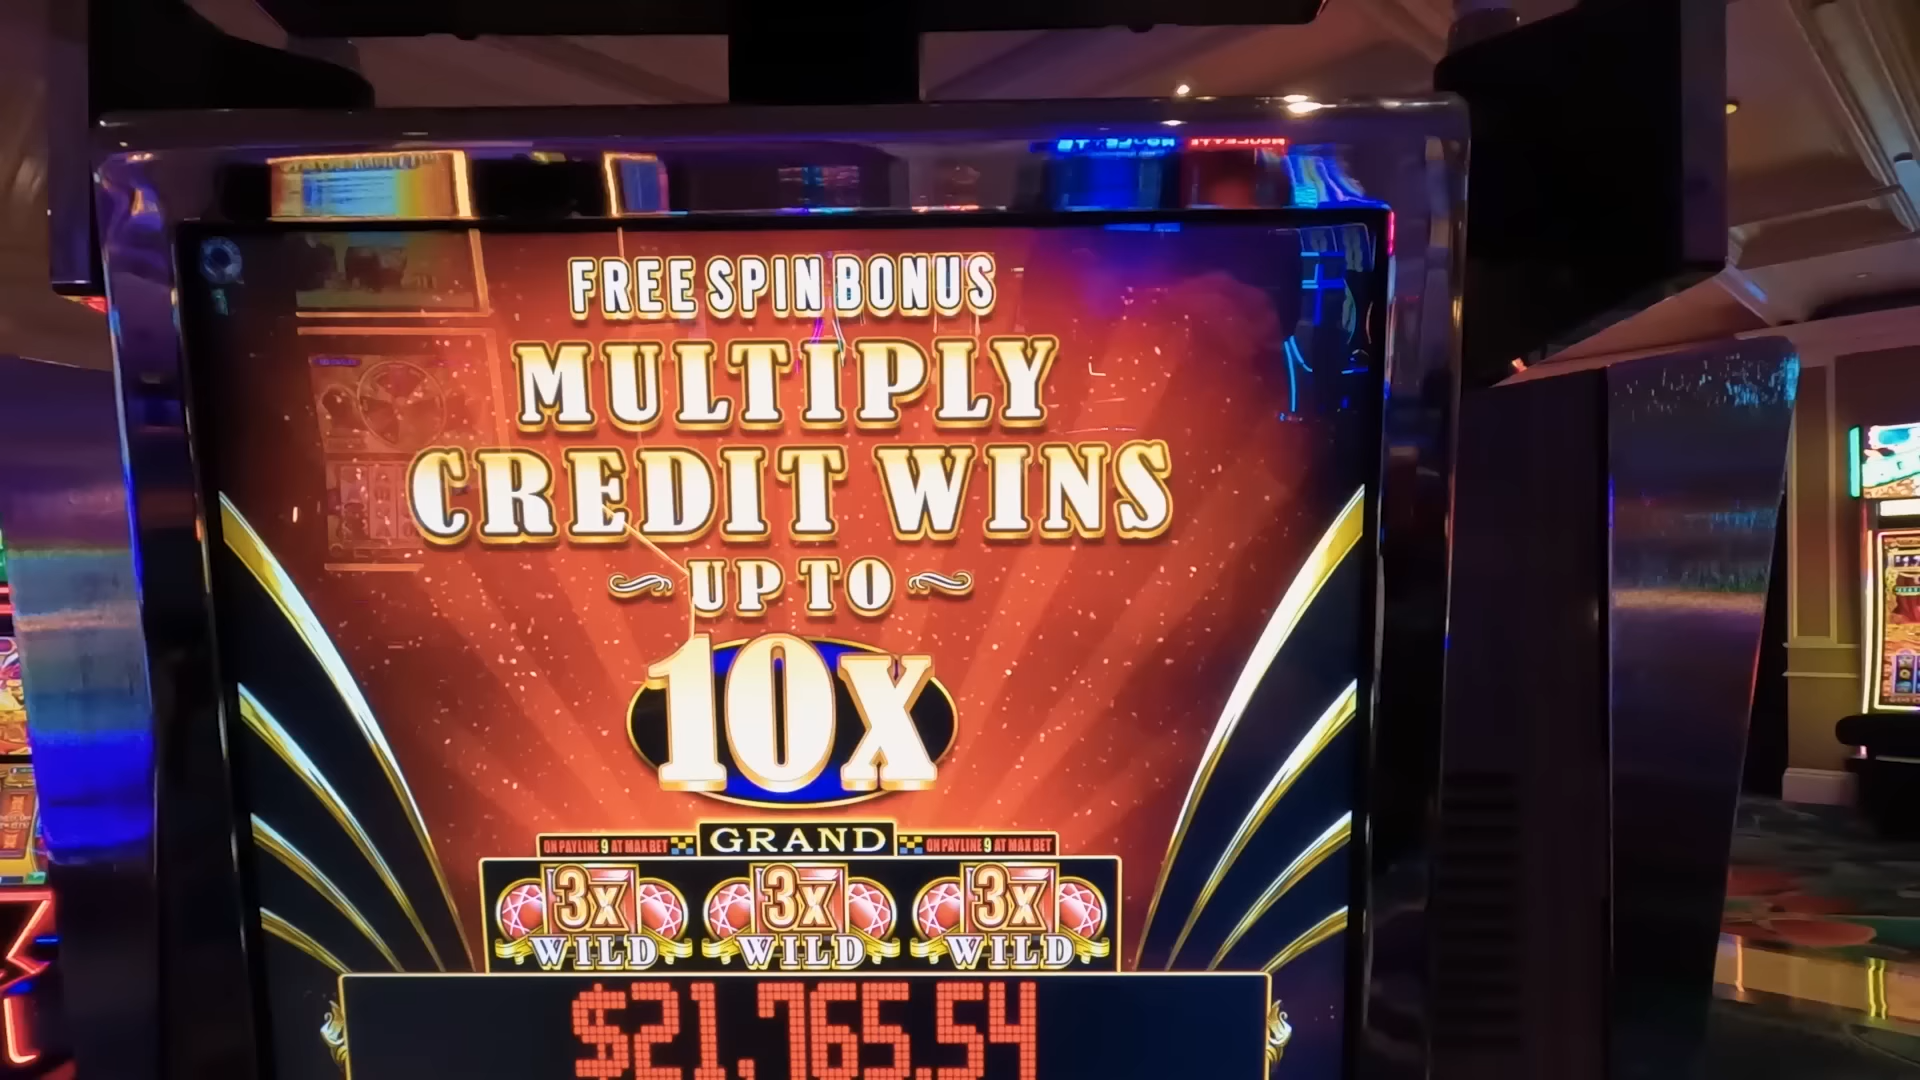 FREE SPIN BONUS
MULTIPLY
CREDIT WINS
UP TO
10X
ON PAYLINE 9 AT MAX BET GRAND ON PAYLINE 9 AT MAX BET
3x WILD 3x WILD 3x WILD
$21,765.54